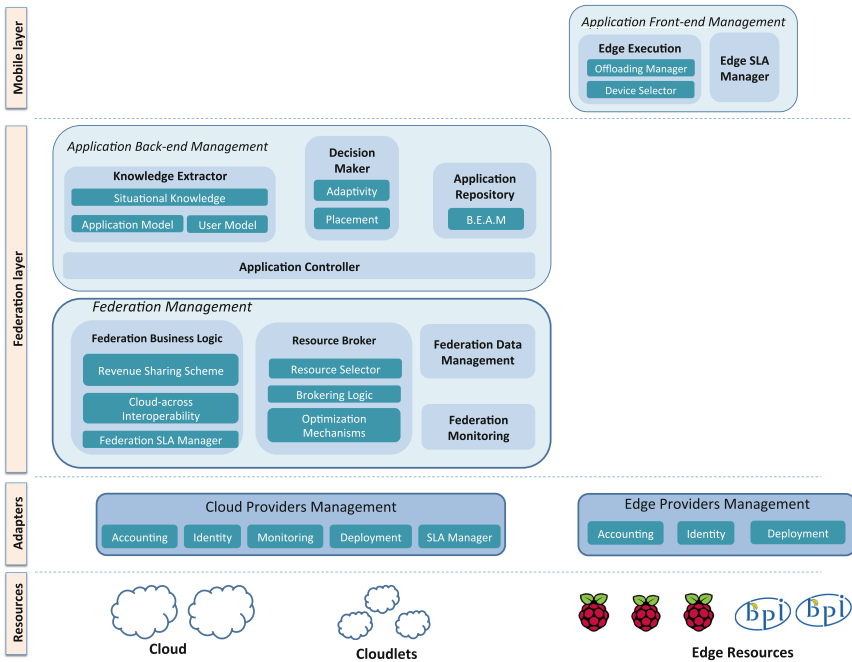 Mobile layer
Application Front-end Management
Edge Execution
Offloading Manager
Device Selector
Edge SLA
Manager
Federation layer
Application Back-end Management
Knowledge Extractor
Situational Knowledge
Application Model
User Model
Decision
Maker
Adaptivity
Placement
Application
Repository
B.E.A.M
Application Controller
Federation Management
Federation Business Logic
Revenue Sharing Scheme
Cloud-across
Interoperability
Federation SLA Manager
Resource Broker
Resource Selector
Brokering Logic
Optimization
Mechanisms
Federation Data
Management
Federation
Monitoring
Adapters
Cloud Providers Management
Accounting
Identity
Monitoring
Deployment
SLA Manager
Edge Providers Management
Accounting
Identity
Deployment
Resources
Cloud
Cloudlets
bpi
bpi
Edge Resources